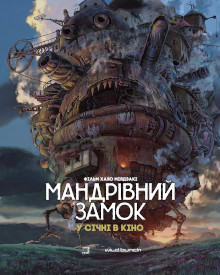 ФІЛЬМ ХАЯО МІЯДЗАКІ
МАНДРІВНИЙ
ЗАМОК
У СІЧНІ В КІНО